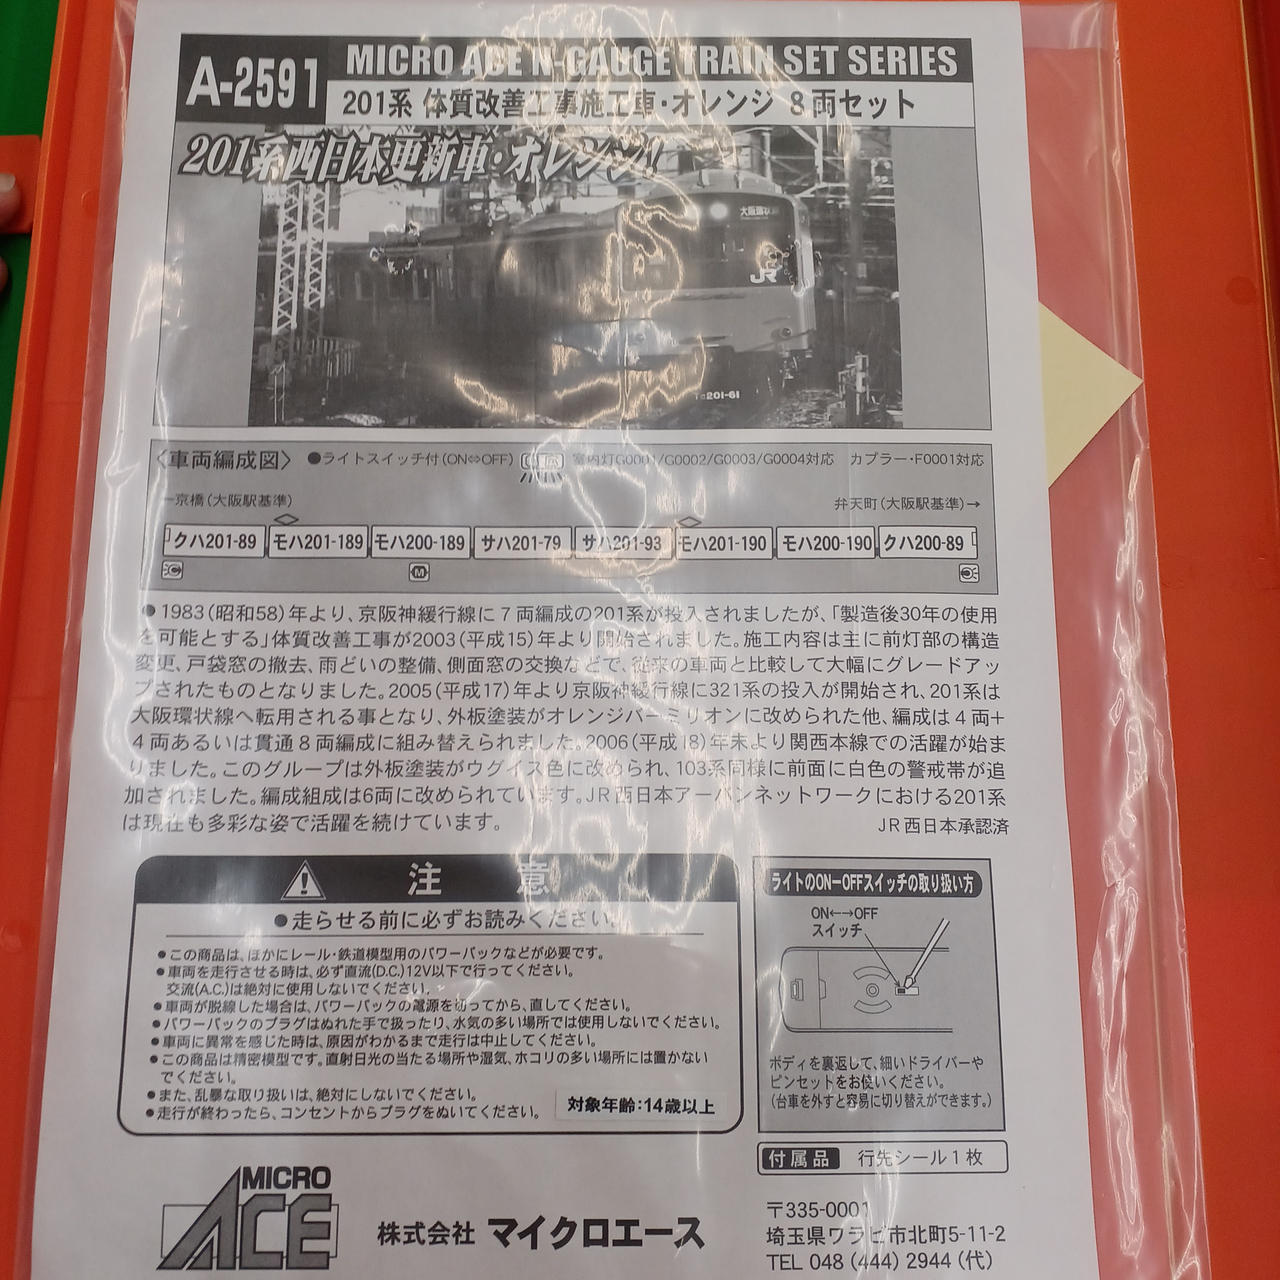 A-2591
MICRO ACE N-GAUGE TRAIN SET SERIES
201系 体質改善工事施工車・オレンジ 8両セット
201系西日本更新車・オレンジ!
大阪環状線
JR
クハ201-61
〈車両編成図〉 ●ライトスイッチ付(ON⇔OFF) 室内灯G0001/G0002/G0003/G0004対応 カプラー・F0001対応
←京橋(大阪駅基準)
弁天町(大阪駅基準)→
クハ201-89 モハ201-189 モハ200-189 サハ201-79 サハ201-93 モハ201-190 モハ200-190 クハ200-89
M
●1983(昭和58)年より、京阪神緩行線に7両編成の201系が投入されましたが、「製造後30年の使用
を可能とする」体質改善工事が2003(平成15)年より開始されました。施工内容は主に前灯部の構造
変更、戸袋窓の撤去、雨どいの整備、側面窓の交換などで、従来の車両と比較して大幅にグレードアッ
プされたものとなりました。2005(平成17)年より京阪神緩行線に321系の投入が開始され、201系は
大阪環状線へ転用される事となり、外板塗装がオレンジバーミリオンに改められた他、編成は4両+
4両あるいは貫通8両編成に組み替えられました。2006(平成18)年末より関西本線での活躍が始ま
りました。このグループは外板塗装がウグイス色に改められ、103系同様に前面に白色の警戒帯が追
加されました。編成組成は6両に改められています。JR西日本アーバンネットワークにおける201系
は現在も多彩な姿で活躍を続けています。
JR西日本承認済
注 意
●走らせる前に必ずお読みください。
●この商品は、ほかにレール・鉄道模型用のパワーパックなどが必要です。
●車両を走行させる時は、必ず直流(D.C.)12V以下で行ってください。
交流(A.C.)は絶対に使用しないでください。
●車両が脱線した場合は、パワーパックの電源を切ってから、直してください。
●パワーパックのプラグはぬれた手で扱ったり、水気の多い場所では使用しないでください。
●車両に異常を感じた時は、原因がわかるまで走行は中止してください。
●この商品は精密模型です。直射日光の当たる場所や湿気、ホコリの多い場所には置かない
でください。
●また、乱暴な取り扱いは、絶対にしないでください。
●走行が終わったら、コンセントからプラグをぬいてください。
対象年齢:14歳以上
ライトのON-OFFスイッチの取り扱い方
ON←→OFF
スイッチ
ボディを裏返して、細いドライバーや
ピンセットをお使いください。
(台車を外すと容易に切り替えができます。)
付属品 行先シール1枚
MICRO
ACE
株式会社 マイクロエース
〒335-0001
埼玉県ワラビ市北町5-11-2
TEL 048 (444) 2944 (代)